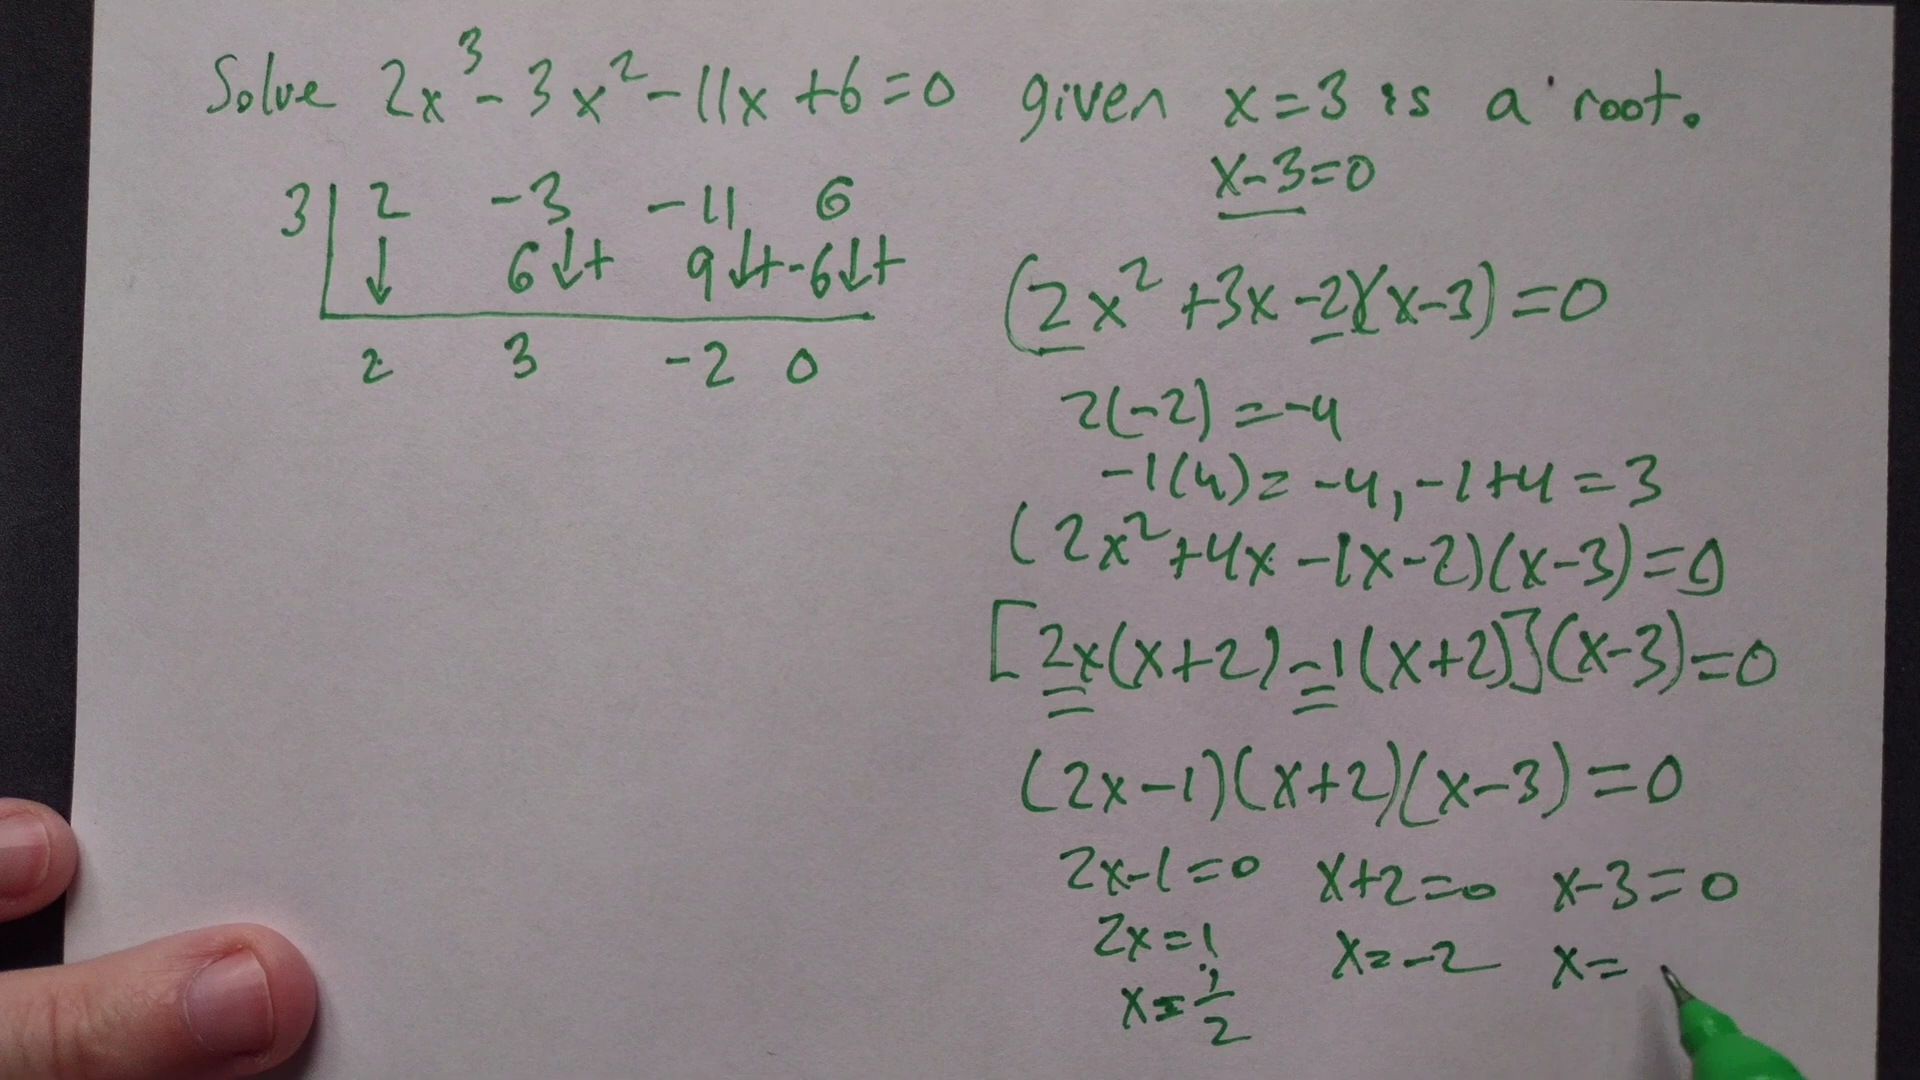 Solve 2x³ - 3x² - 11x + 6 = 0 given x = 3 is a root.
x - 3 = 0
3 | 2 -3 -11 6
↓ 6↓+ 9↓+ -6↓+
2 3 -2 0
(2x² + 3x - 2)(x - 3) = 0
2(-2) = -4
-1(4) = -4, -1 + 4 = 3
(2x² + 4x - 1x - 2)(x - 3) = 0
[2x(x + 2) - 1(x + 2)](x - 3) = 0
(2x - 1)(x + 2)(x - 3) = 0
2x - 1 = 0 x + 2 = 0 x - 3 = 0
2x = 1 x = -2 x =
x = 1/2